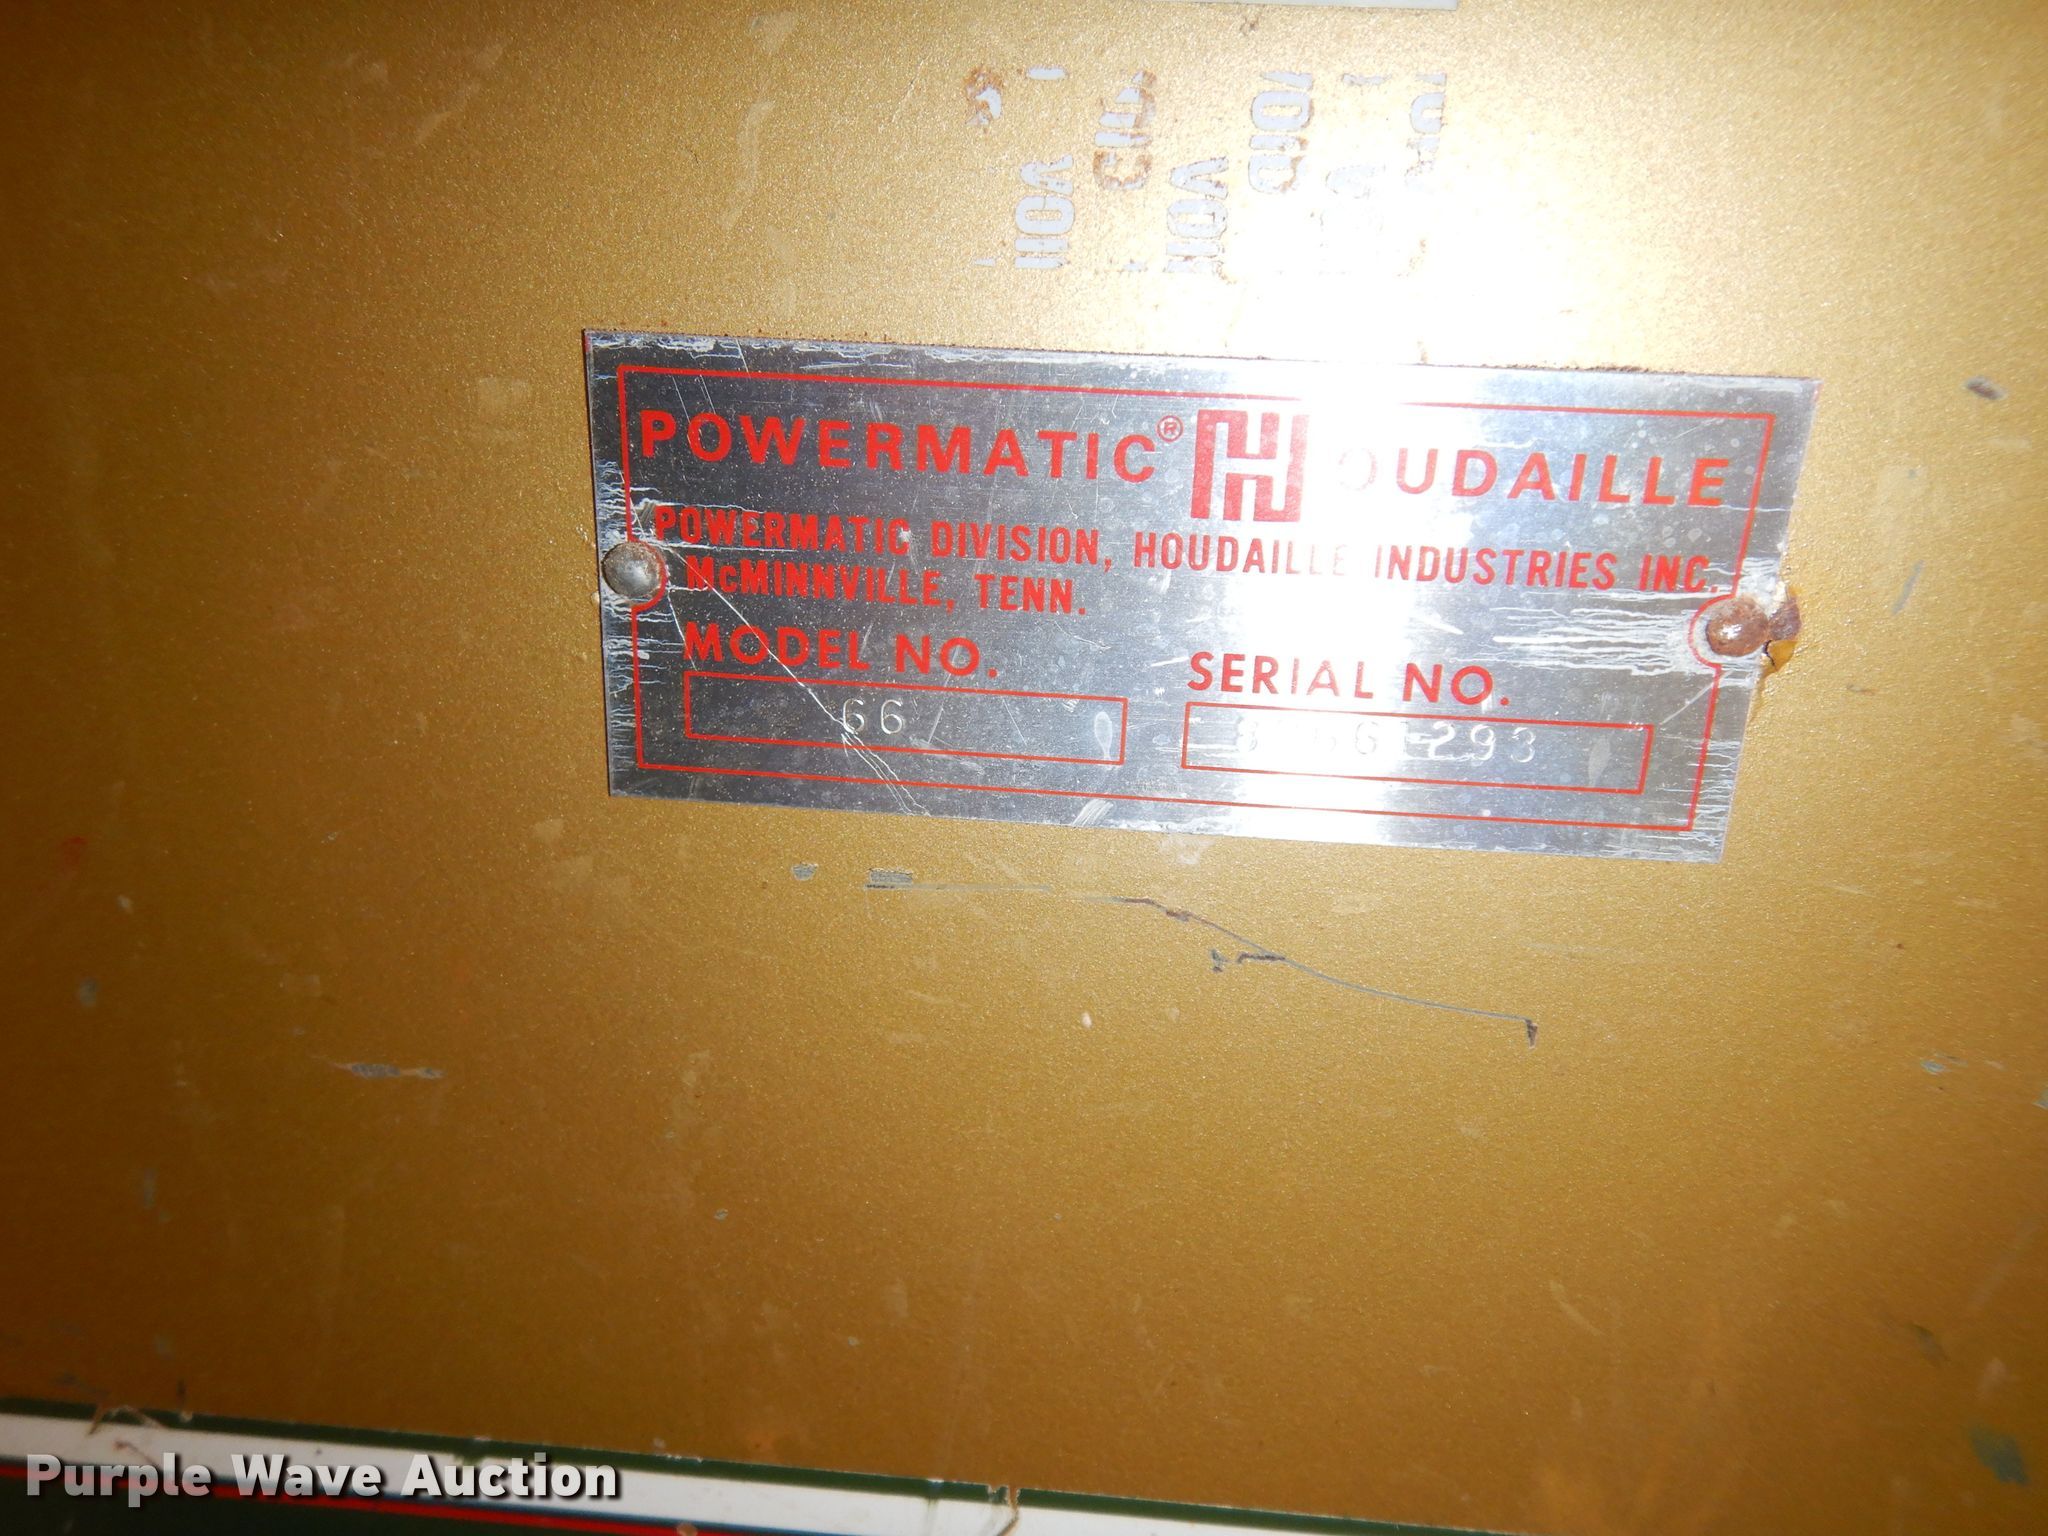 POWERMATIC® HOUDAILLE
POWERMATIC DIVISION, HOUDAILLE INDUSTRIES INC.
McMINNVILLE, TENN.
MODEL NO. SERIAL NO.
66
Purple Wave Auction